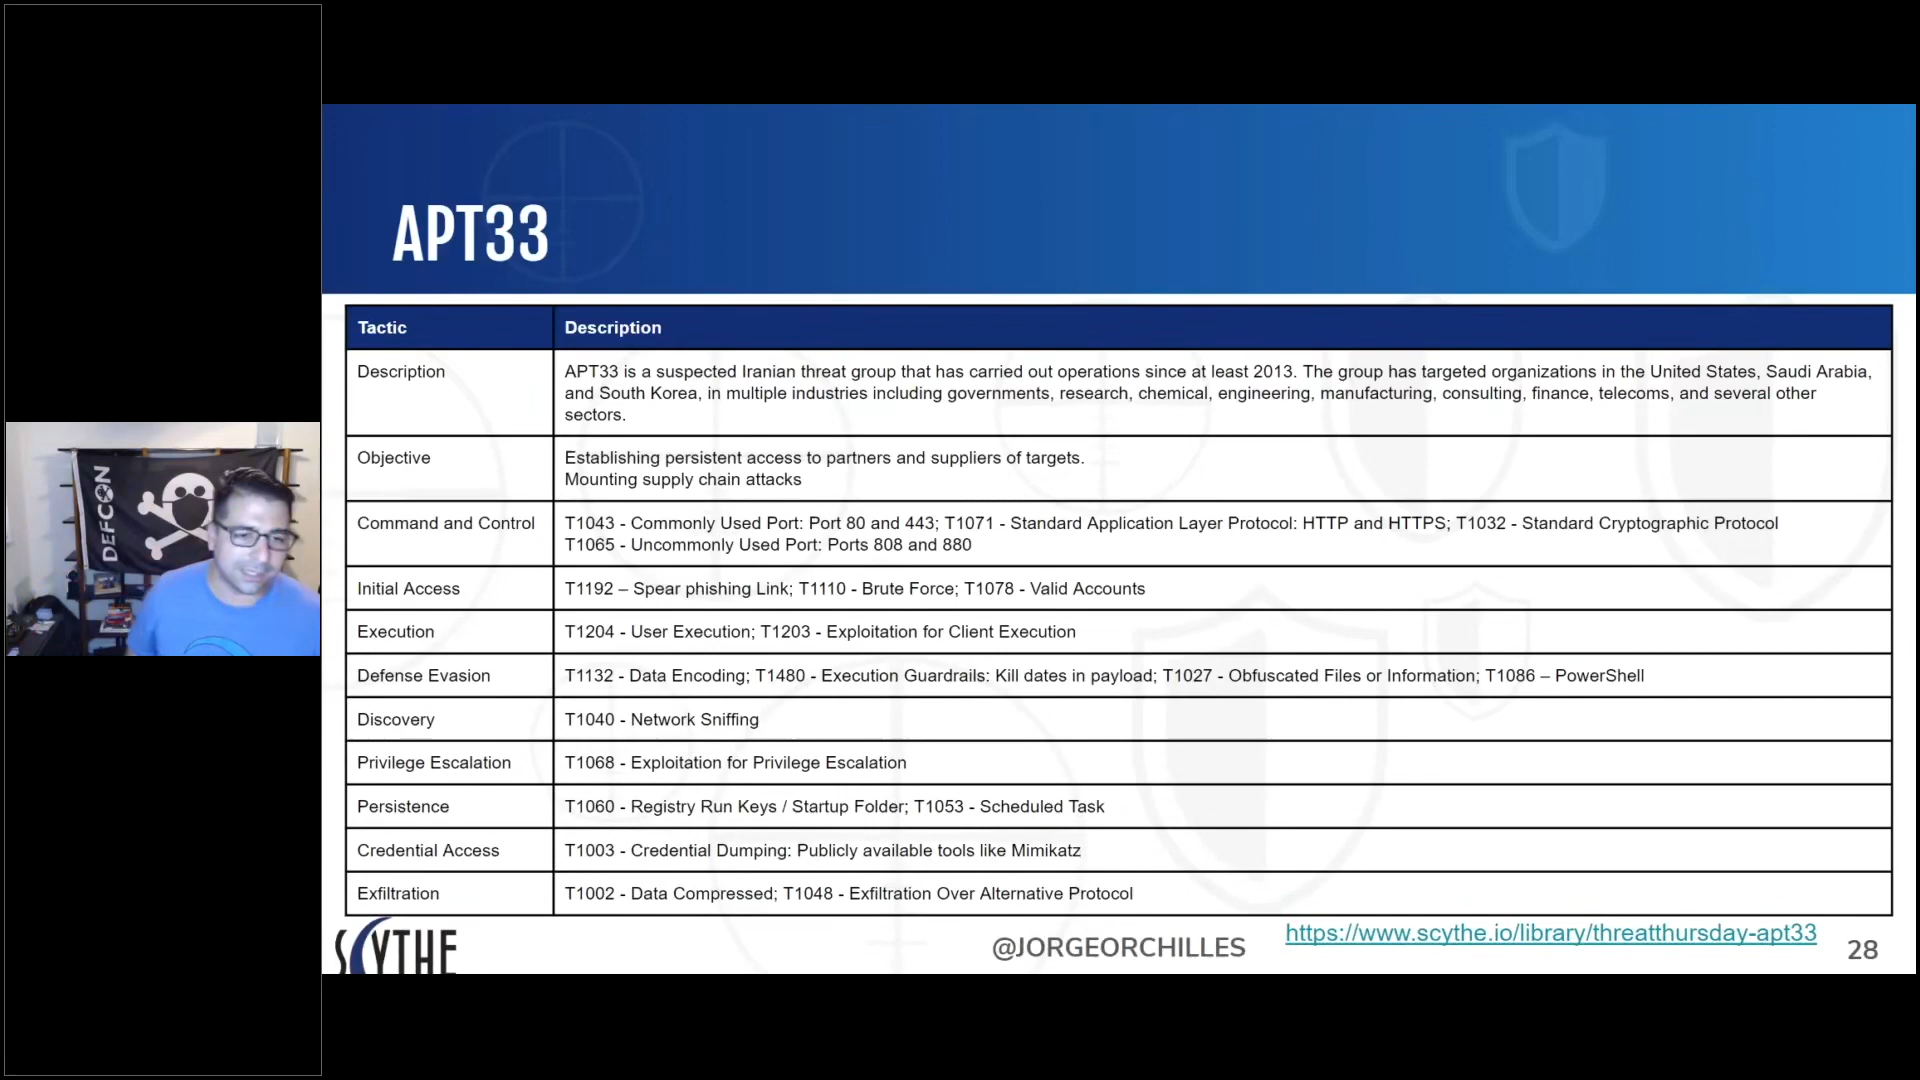 APT33
Tactic Description
Description APT33 is a suspected Iranian threat group that has carried out operations since at least 2013. The group has targeted organizations in the United States, Saudi Arabia,
and South Korea, in multiple industries including governments, research, chemical, engineering, manufacturing, consulting, finance, telecoms, and several other
sectors.
Objective Establishing persistent access to partners and suppliers of targets.
Mounting supply chain attacks
Command and Control T1043 - Commonly Used Port: Port 80 and 443; T1071 - Standard Application Layer Protocol: HTTP and HTTPS; T1032 - Standard Cryptographic Protocol
T1065 - Uncommonly Used Port: Ports 808 and 880
Initial Access T1192 – Spear phishing Link; T1110 - Brute Force; T1078 - Valid Accounts
Execution T1204 - User Execution; T1203 - Exploitation for Client Execution
Defense Evasion T1132 - Data Encoding; T1480 - Execution Guardrails: Kill dates in payload; T1027 - Obfuscated Files or Information; T1086 – PowerShell
Discovery T1040 - Network Sniffing
Privilege Escalation T1068 - Exploitation for Privilege Escalation
Persistence T1060 - Registry Run Keys / Startup Folder; T1053 - Scheduled Task
Credential Access T1003 - Credential Dumping: Publicly available tools like Mimikatz
Exfiltration T1002 - Data Compressed; T1048 - Exfiltration Over Alternative Protocol
SCYTHE
@JORGEORCHILLES
https://www.scythe.io/library/threatthursday-apt33
28
DEFCON